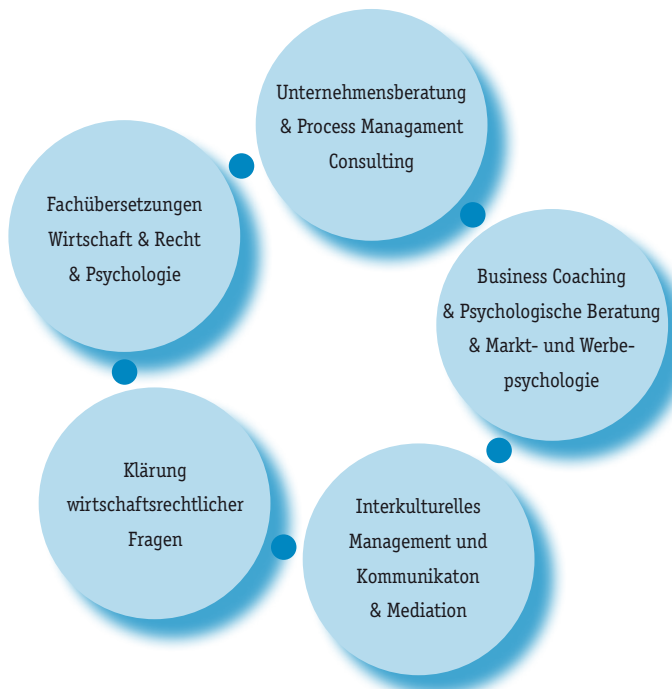 Unternehmensberatung
& Process Managament
Consulting
Fachübersetzungen
Wirtschaft & Recht
& Psychologie
Business Coaching
& Psychologische Beratung
& Markt- und Werbe-
psychologie
Klärung
wirtschaftsrechtlicher
Fragen
Interkulturelles
Management und
Kommunikaton
& Mediation